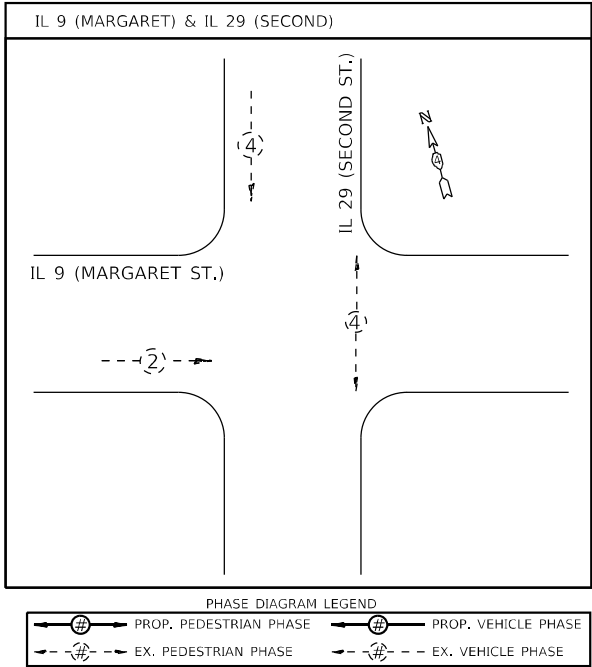 IL 9 (MARGARET) & IL 29 (SECOND)
4
IL 29 (SECOND ST.)
N
4
IL 9 (MARGARET ST.)
4
2
PHASE DIAGRAM LEGEND
# PROP. PEDESTRIAN PHASE # PROP. VEHICLE PHASE
# EX. PEDESTRIAN PHASE # EX. VEHICLE PHASE